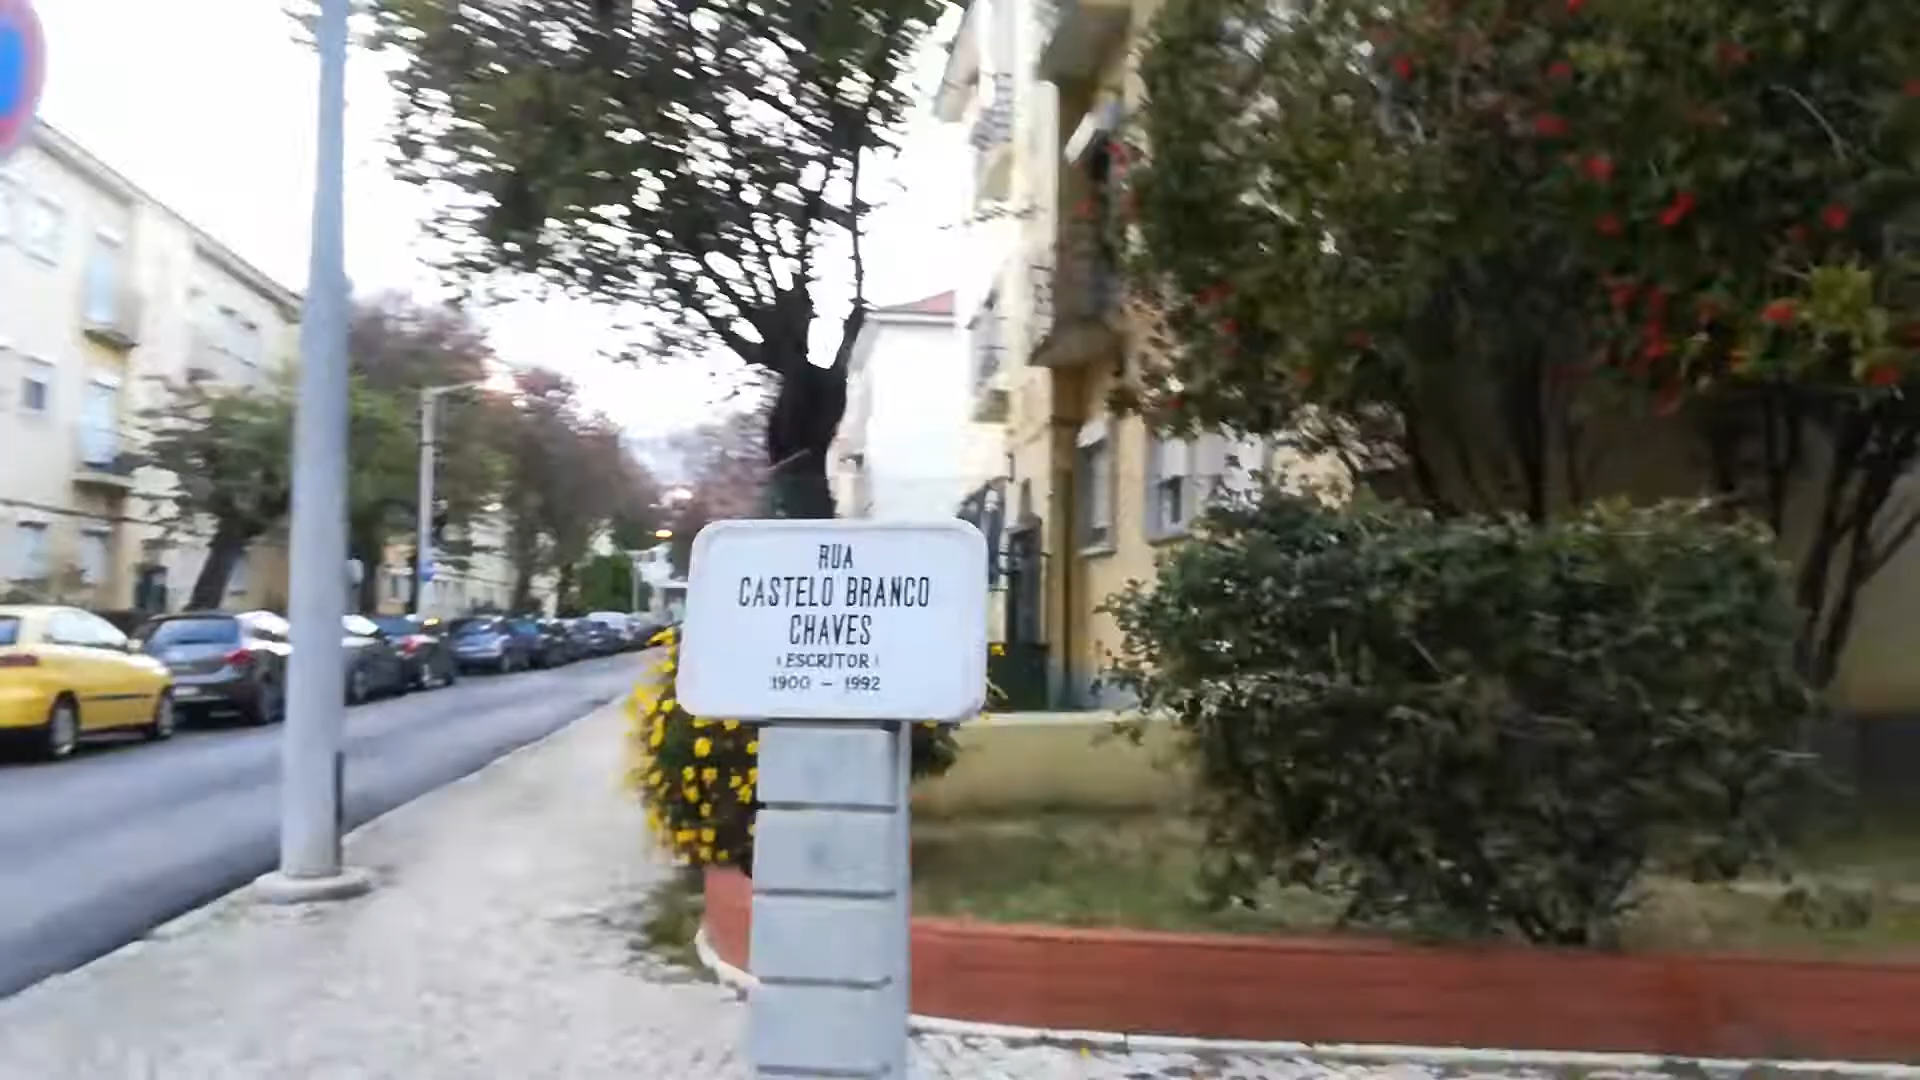 RUA
CASTELO BRANCO
CHAVES
(ESCRITOR)
1900 - 1992